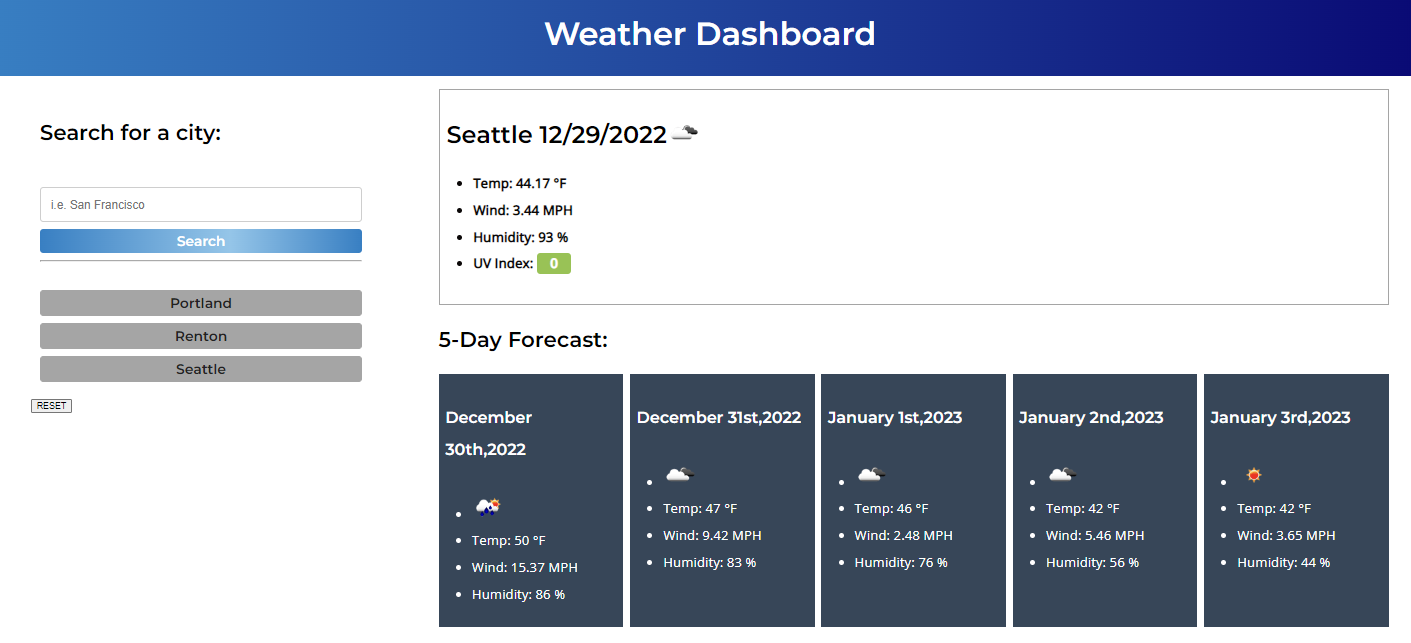 Weather Dashboard
Search for a city:
i.e. San Francisco
Search
Portland
Renton
Seattle
RESET
Seattle 12/29/2022
Temp: 44.17 °F
Wind: 3.44 MPH
Humidity: 93 %
UV Index: 0
5-Day Forecast:
December
30th,2022
Temp: 50 °F
Wind: 15.37 MPH
Humidity: 86 %
December 31st,2022
Temp: 47 °F
Wind: 9.42 MPH
Humidity: 83 %
January 1st,2023
Temp: 46 °F
Wind: 2.48 MPH
Humidity: 76 %
January 2nd,2023
Temp: 42 °F
Wind: 5.46 MPH
Humidity: 56 %
January 3rd,2023
Temp: 42 °F
Wind: 3.65 MPH
Humidity: 44 %